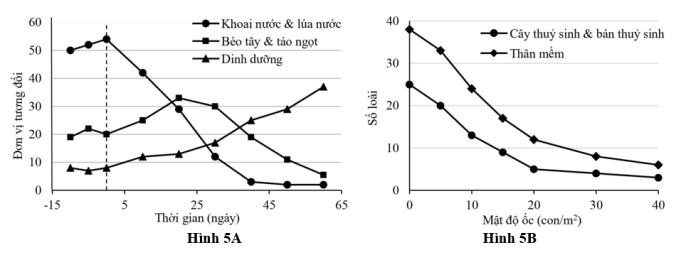 Khoai nước & lúa nước
Bèo tây & tảo ngọt
Dinh dưỡng
Đơn vị tương đối
60
50
40
30
20
10
0
-15
5
25
45
65
Thời gian (ngày)
Hình 5A
Cây thuỷ sinh & bán thuỷ sinh
Thân mềm
Số loài
40
30
20
10
0
0
10
20
30
40
Mật độ ốc (con/m²)
Hình 5B